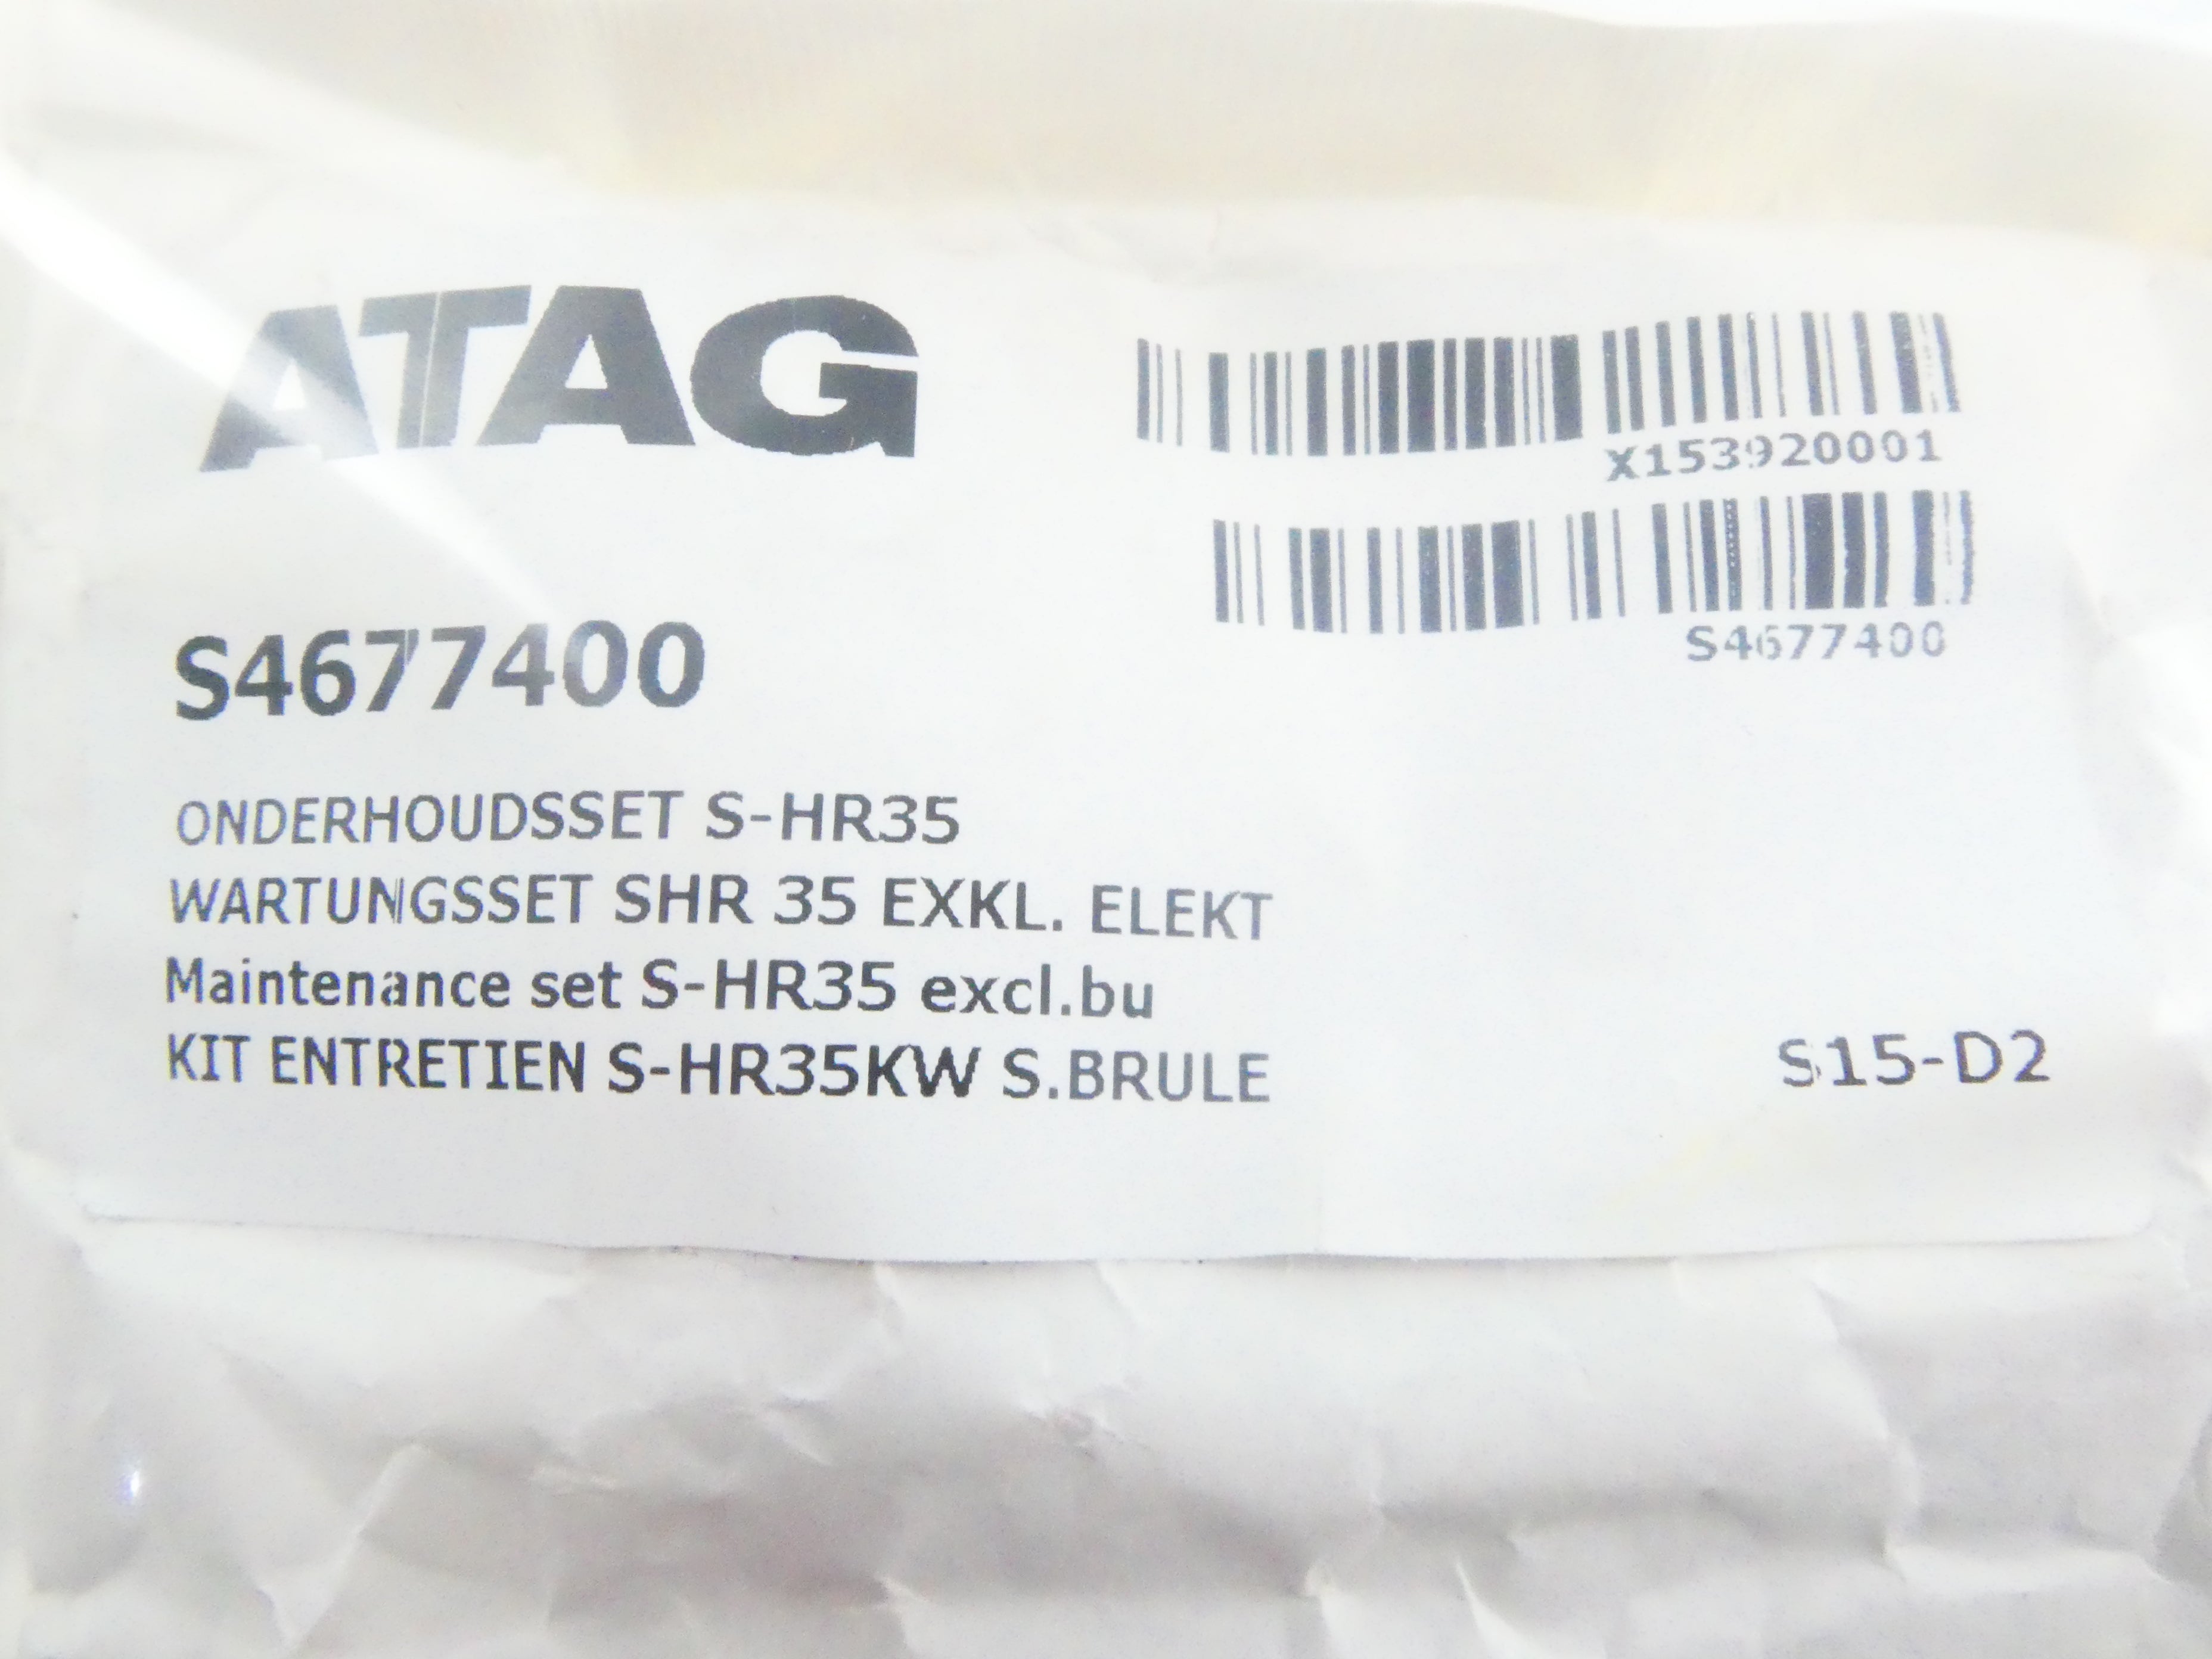 ATAG
X153920001
S4677400
S4677400
ONDERHOUDSSET S-HR35
WARTUNGSSET SHR 35 EXKL. ELEKT
Maintenance set S-HR35 excl.bu
KIT ENTRETIEN S-HR35KW S.BRULE
S15-D2